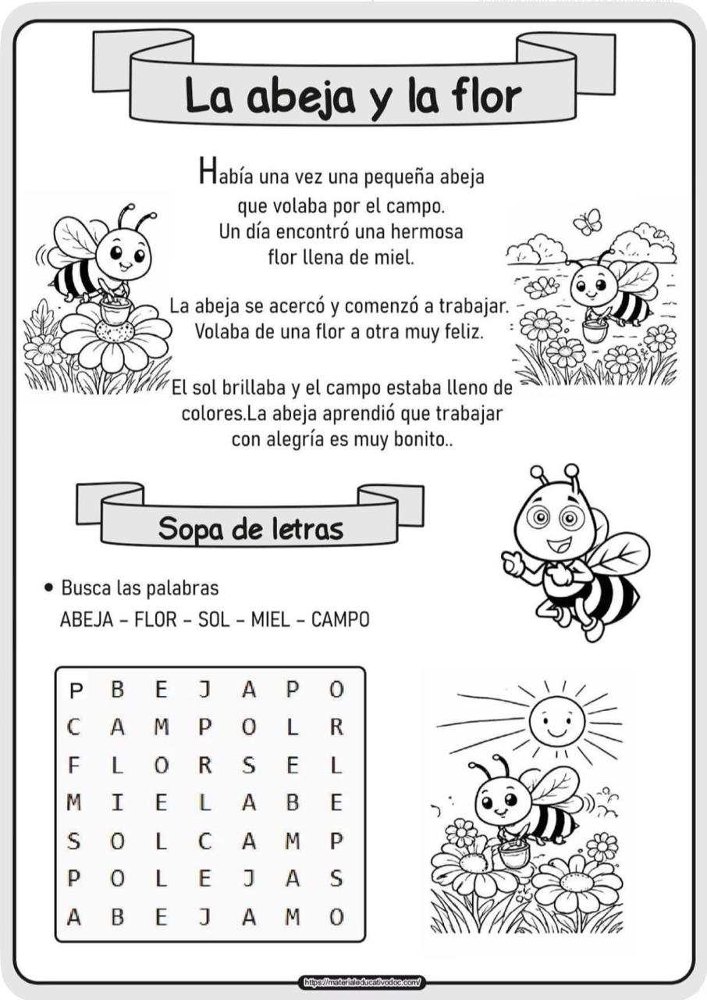 La abeja y la flor
Había una vez una pequeña abeja
que volaba por el campo.
Un día encontró una hermosa
flor llena de miel.
La abeja se acercó y comenzó a trabajar.
Volaba de una flor a otra muy feliz.
El sol brillaba y el campo estaba lleno de
colores.La abeja aprendió que trabajar
con alegría es muy bonito..
Sopa de letras
• Busca las palabras
ABEJA – FLOR – SOL – MIEL – CAMPO
P B E J A P O
C A M P O L R
F L O R S E L
M I E L A B E
S O L C A M P
P O L E J A S
A B E J A M O
https://materialeducativodoc.com/